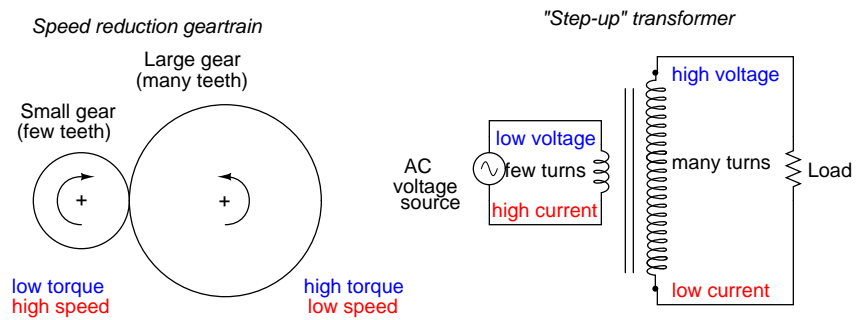 Speed reduction geartrain
Large gear
(many teeth)
Small gear
(few teeth)
+
+
low torque
high speed
high torque
low speed
"Step-up" transformer
high voltage
low voltage
AC
voltage
source
few turns
many turns
Load
high current
low current